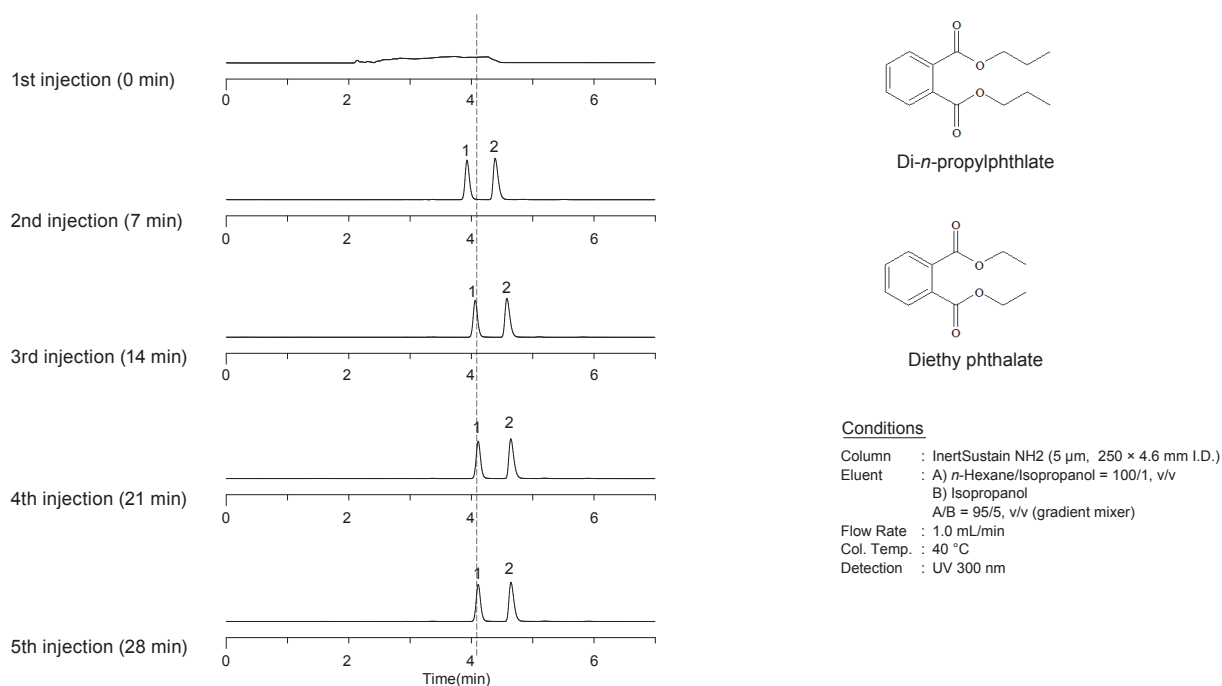 1st injection (0 min)
0 2 4 6
1 2
2nd injection (7 min)
0 2 4 6
1 2
3rd injection (14 min)
0 2 4 6
1 2
4th injection (21 min)
0 2 4 6
1 2
5th injection (28 min)
0 2 4 6
Time(min)
O
O
O
O
Di-n-propylphthlate
O
O
O
O
Diethy phthalate
Conditions
Column : InertSustain NH2 (5 μm, 250 × 4.6 mm I.D.)
Eluent : A) n-Hexane/Isopropanol = 100/1, v/v
B) Isopropanol
A/B = 95/5, v/v (gradient mixer)
Flow Rate : 1.0 mL/min
Col. Temp. : 40 °C
Detection : UV 300 nm